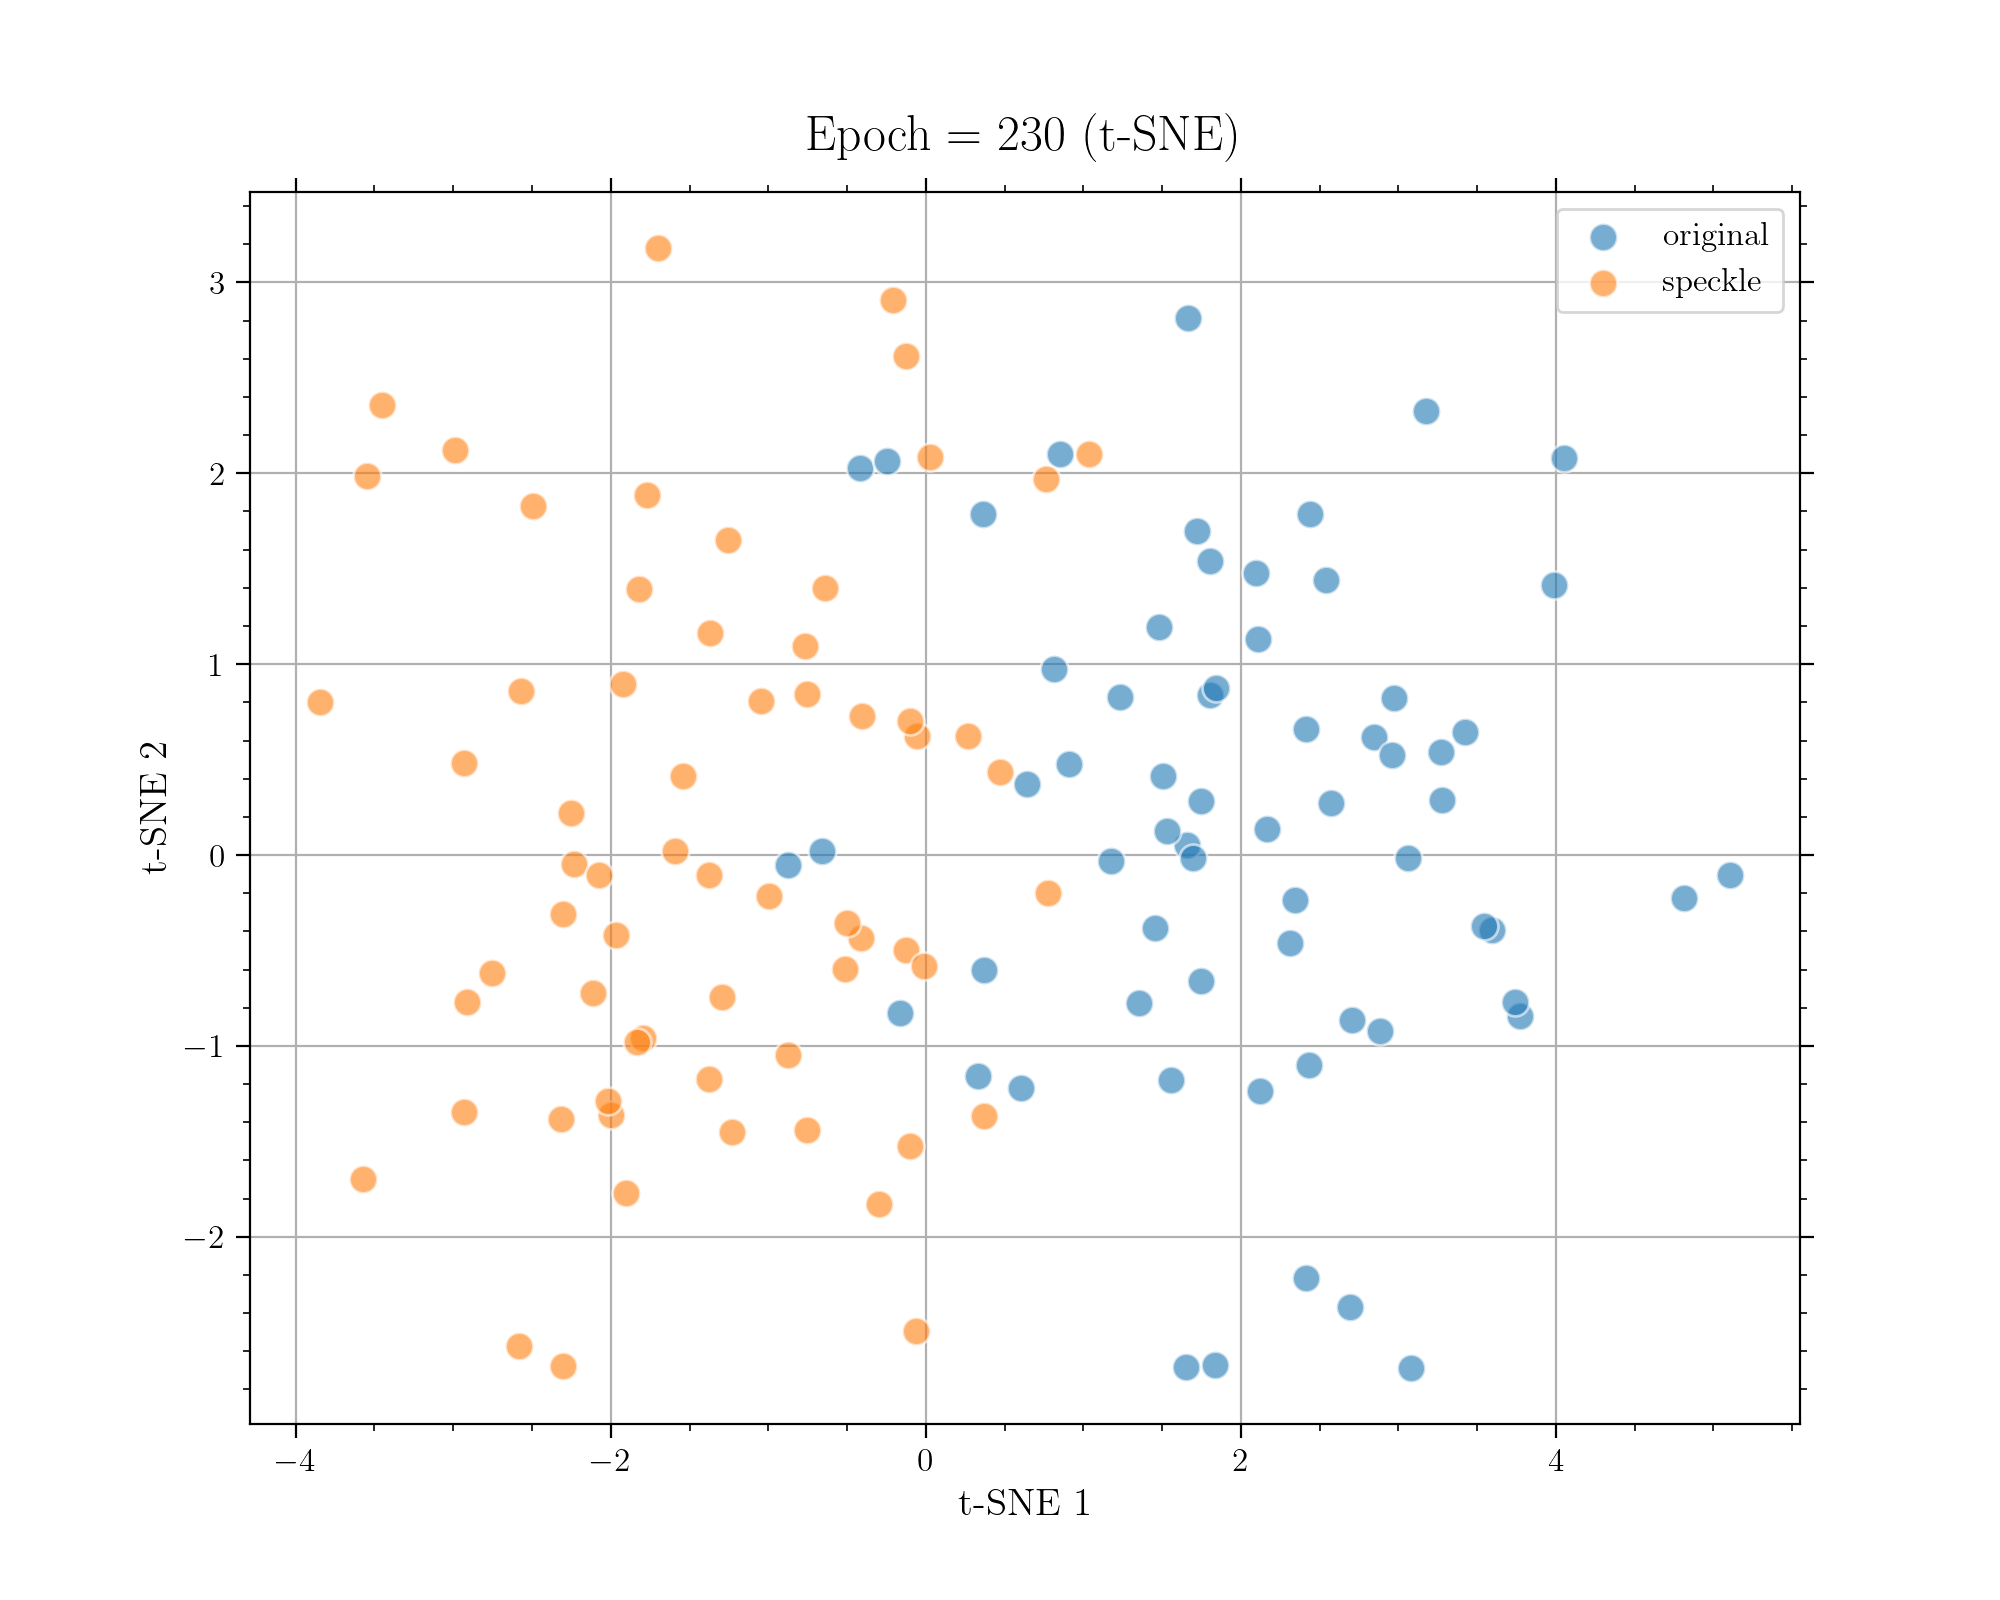 Epoch = 230 (t-SNE)
original
speckle
3
2
1
0
−1
−2
t-SNE 2
−4
−2
0
2
4
t-SNE 1